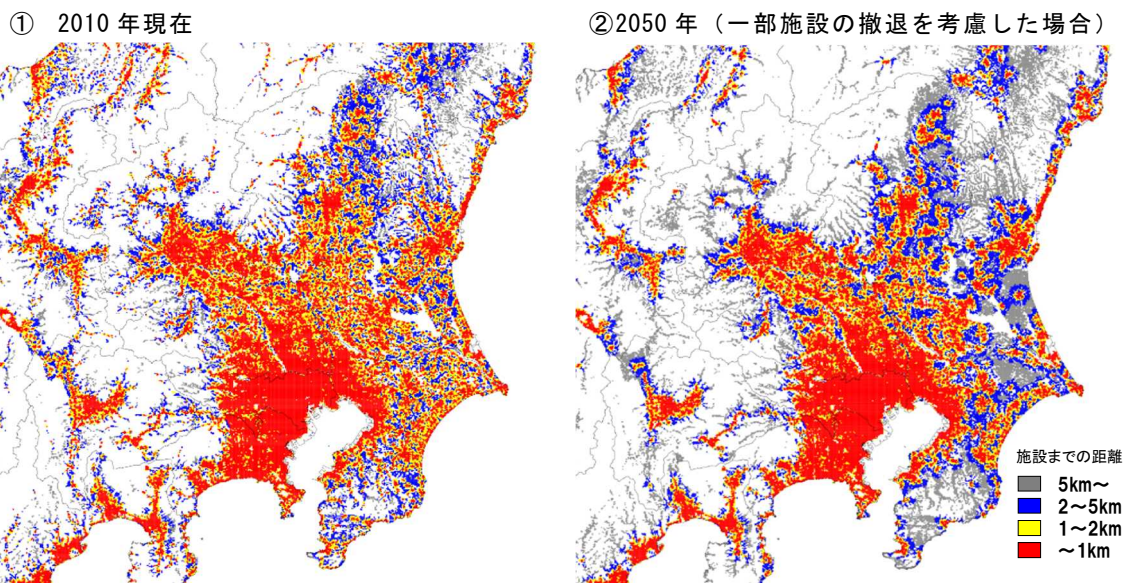 ① 2010 年現在
②2050 年（一部施設の撤退を考慮した場合）
施設までの距離
5km～
2～5km
1～2km
～1km